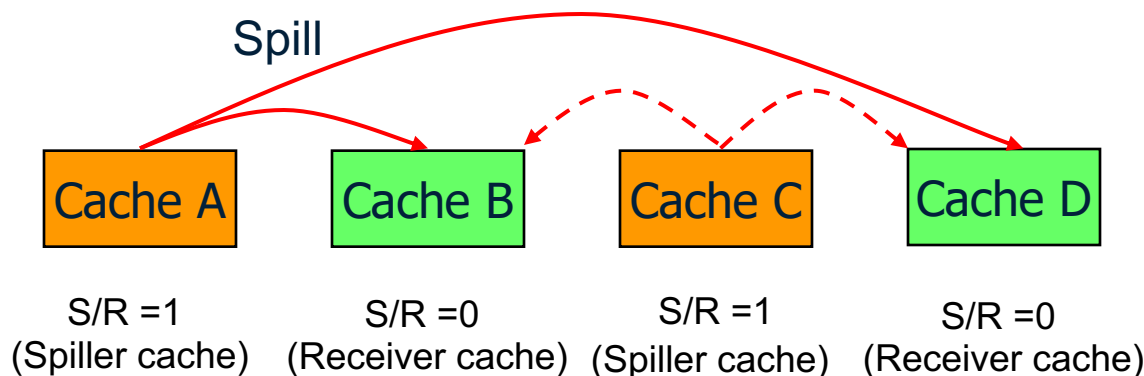 Spill
Cache A
Cache B
Cache C
Cache D
S/R =1
(Spiller cache)
S/R =0
(Receiver cache)
S/R =1
(Spiller cache)
S/R =0
(Receiver cache)